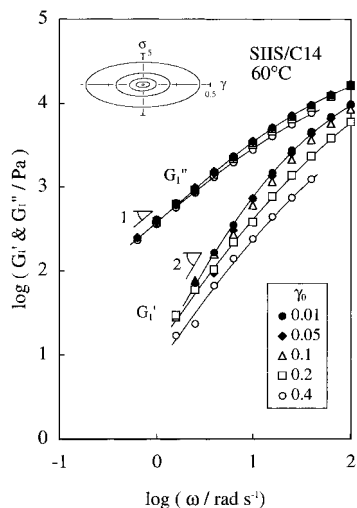 SIIS/C14
60°C
σ
5
γ
0.5
log ( G₁' & G₁'' / Pa )
5
4
3
2
1
0
G₁''
1
2
G₁'
γ₀
0.01
0.05
0.1
0.2
0.4
-1
0
1
2
log ( ω / rad s⁻¹)